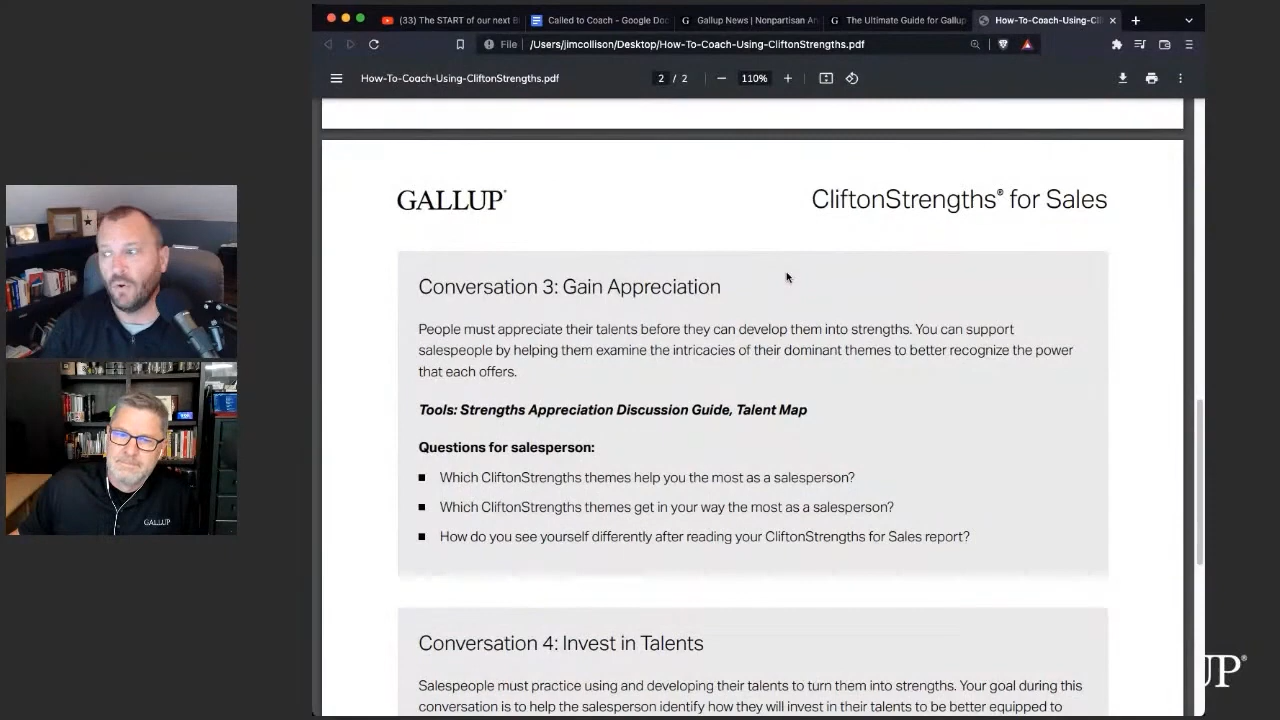 (33) The START of our next B
Called to Coach - Google Doc
Gallup News | Nonpartisan An
The Ultimate Guide for Gallup
How-To-Coach-Using-Cli
File
/Users/jimcollison/Desktop/How-To-Coach-Using-CliftonStrengths.pdf
How-To-Coach-Using-CliftonStrengths.pdf
2 / 2
110%
GALLUP®
CliftonStrengths® for Sales
Conversation 3: Gain Appreciation
People must appreciate their talents before they can develop them into strengths. You can support
salespeople by helping them examine the intricacies of their dominant themes to better recognize the power
that each offers.
Tools: Strengths Appreciation Discussion Guide, Talent Map
Questions for salesperson:
Which CliftonStrengths themes help you the most as a salesperson?
Which CliftonStrengths themes get in your way the most as a salesperson?
How do you see yourself differently after reading your CliftonStrengths for Sales report?
Conversation 4: Invest in Talents
Salespeople must practice using and developing their talents to turn them into strengths. Your goal during this
conversation is to help the salesperson identify how they will invest in their talents to be better equipped to
GALLUP
UP®